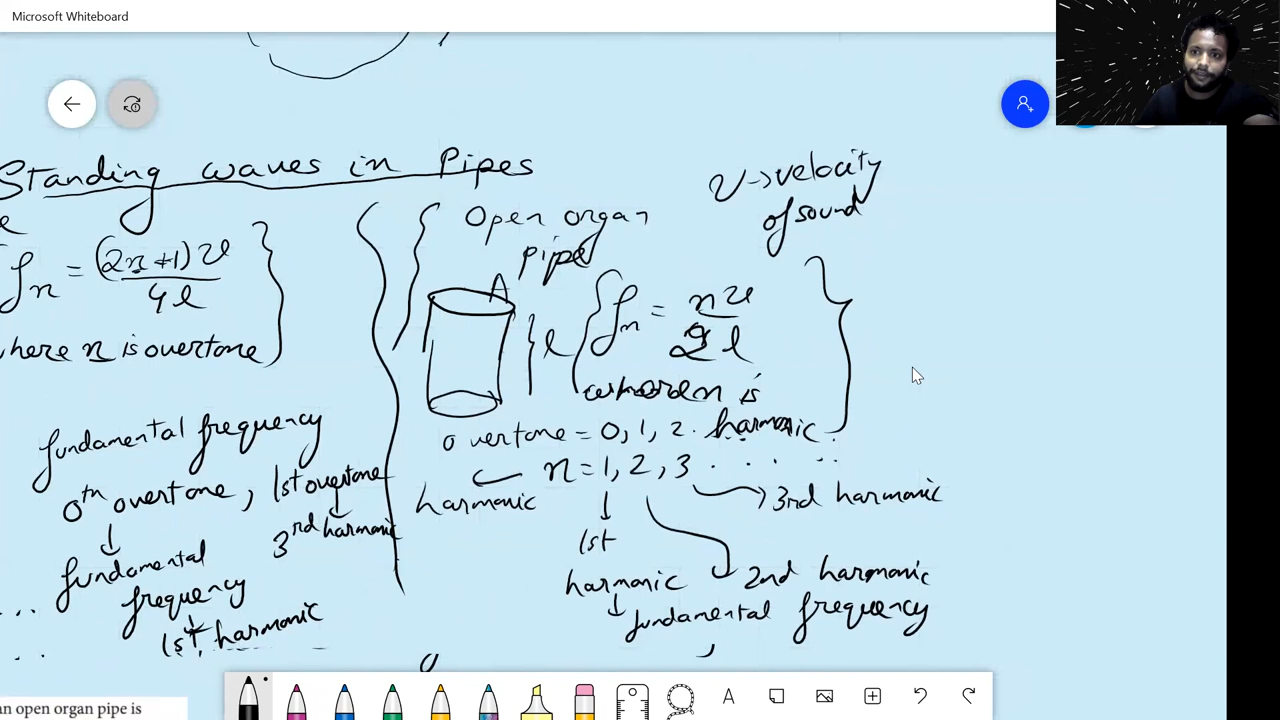 Microsoft Whiteboard
Standing waves in Pipes
fn = (2n+1)v / 4l
where n is overtone
fundamental frequency
0th overtone, 1st overtone
3rd harmonic
fundamental frequency
1st harmonic
Open organ pipe
v → velocity of sound
A
l
fn = nv / 2l
n is harmonic
overtone = 0, 1, 2 . . .
harmonic
n = 1, 2, 3 . . . . .
1st harmonic
fundamental frequency
2nd harmonic
3rd harmonic
an open organ pipe is